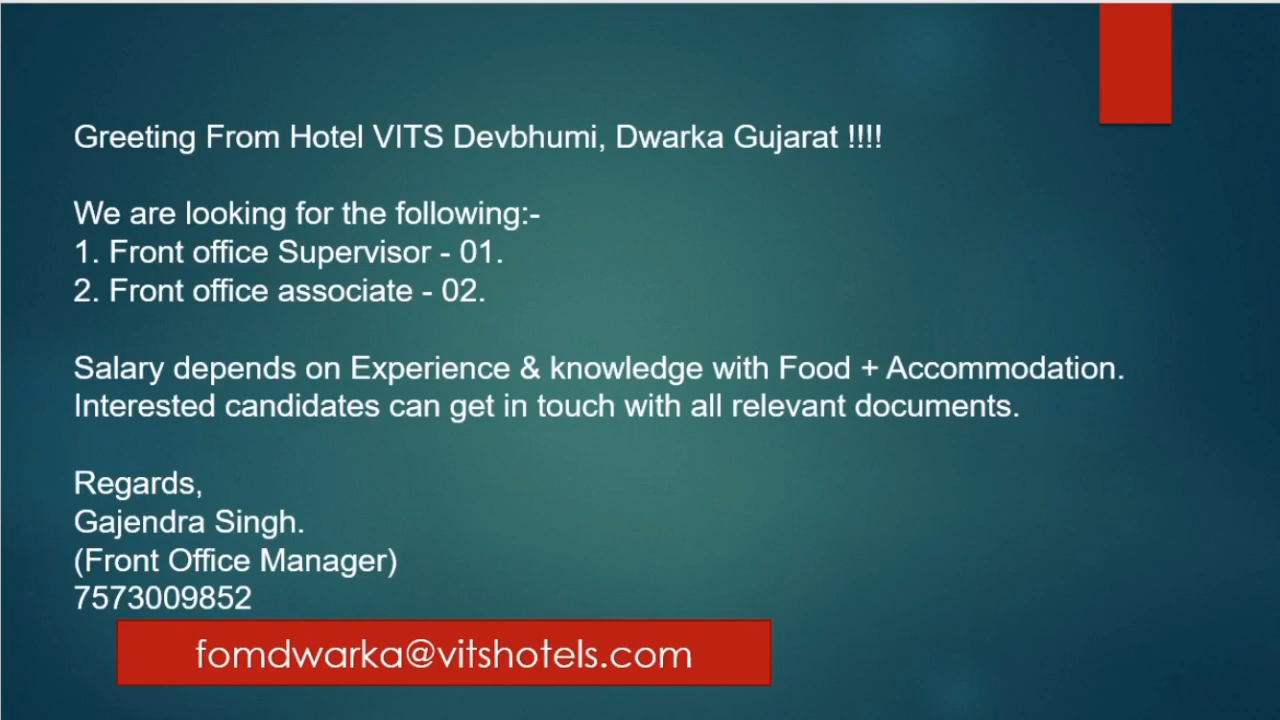 Greeting From Hotel VITS Devbhumi, Dwarka Gujarat !!!!
We are looking for the following:-
1. Front office Supervisor - 01.
2. Front office associate - 02.
Salary depends on Experience & knowledge with Food + Accommodation.
Interested candidates can get in touch with all relevant documents.
Regards,
Gajendra Singh.
(Front Office Manager)
7573009852
fomdwarka@vitshotels.com